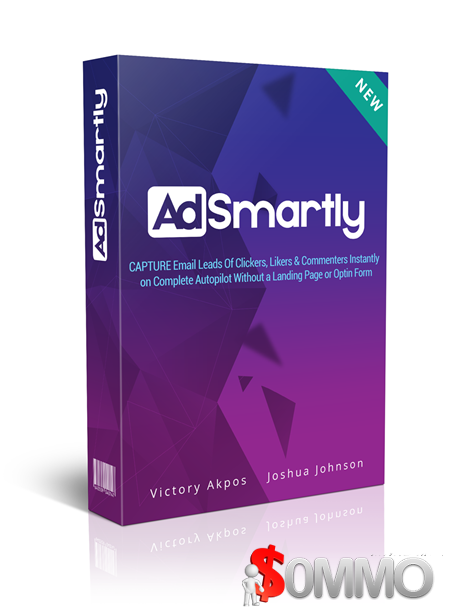 AdSmartly
NEW
AdSmartly
CAPTURE Email Leads Of Clickers, Likers & Commenters Instantly
on Complete Autopilot Without a Landing Page or Optin Form
Victory Akpos Joshua Johnson
$OMMO